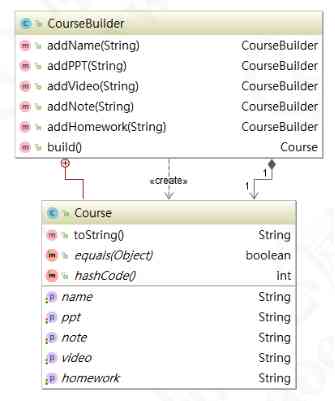 CourseBuilder
addName(String) CourseBuilder
addPPT(String) CourseBuilder
addVideo(String) CourseBuilder
addNote(String) CourseBuilder
addHomework(String) CourseBuilder
build() Course
«create»
1
1
Course
toString() String
equals(Object) boolean
hashCode() int
name String
ppt String
note String
video String
homework String